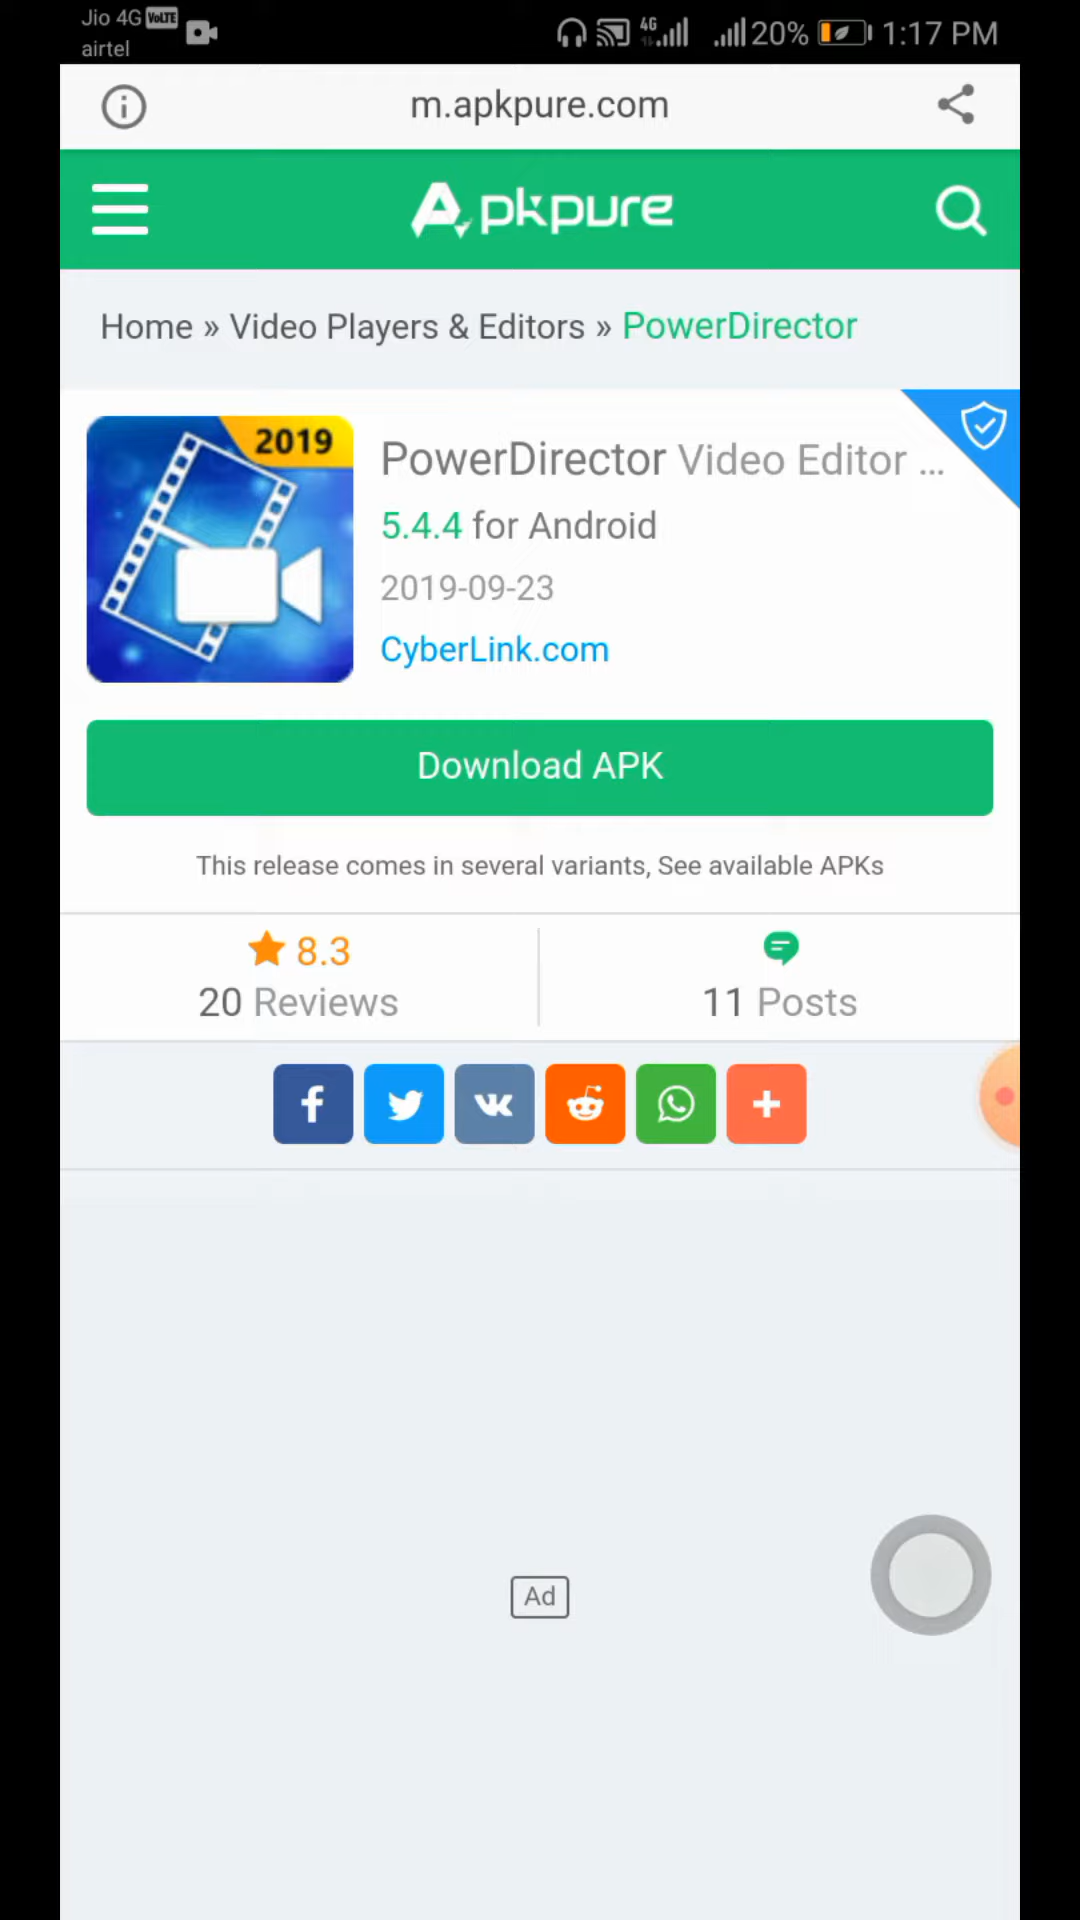 Jio 4G VoLTE
airtel
4G 20% 1:17 PM
m.apkpure.com
Apkpure
Home » Video Players & Editors » PowerDirector
2019
PowerDirector Video Editor ...
5.4.4 for Android
2019-09-23
CyberLink.com
Download APK
This release comes in several variants, See available APKs
8.3
20 Reviews
11 Posts
Ad